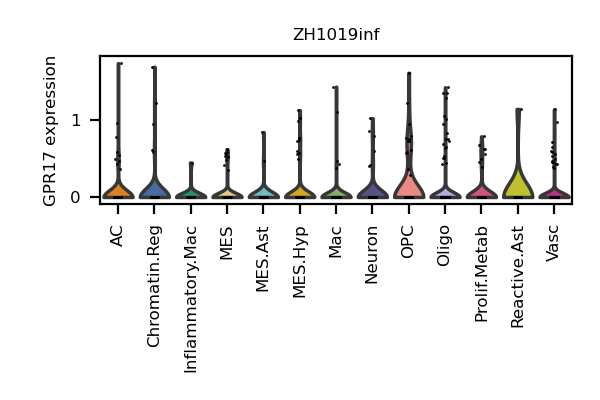 ZH1019inf
GPR17 expression
1
0
AC
Chromatin.Reg
Inflammatory.Mac
MES
MES.Ast
MES.Hyp
Mac
Neuron
OPC
Oligo
Prolif.Metab
Reactive.Ast
Vasc